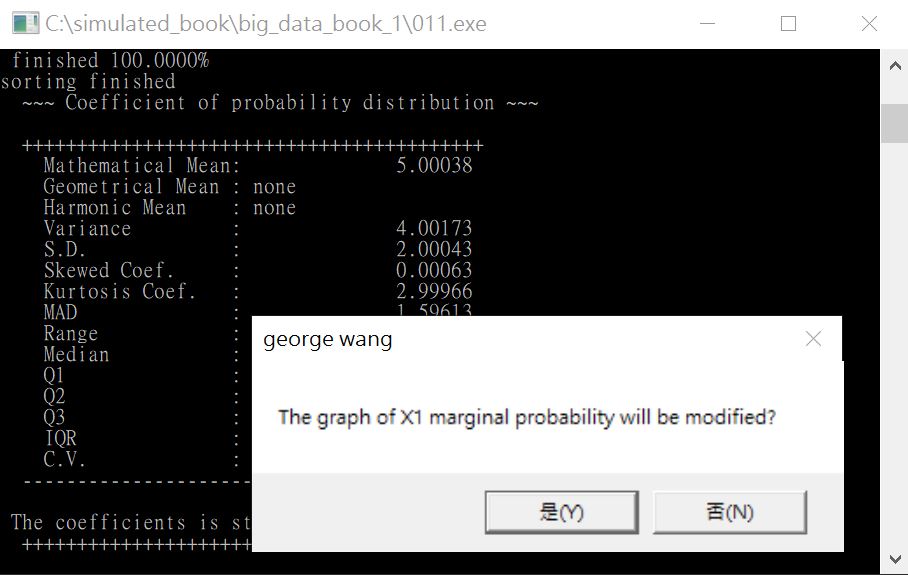 C:\simulated_book\big_data_book_1\011.exe
finished 100.0000%
sorting finished
~~~ Coefficient of probability distribution ~~~
++++++++++++++++++++++++++++++++++++++++++
Mathematical Mean: 5.00038
Geometrical Mean : none
Harmonic Mean : none
Variance : 4.00173
S.D. : 2.00043
Skewed Coef. : 0.00063
Kurtosis Coef. : 2.99966
MAD : 1.59613
Range :
Median :
Q1 :
Q2 :
Q3 :
IQR :
C.V. :
---------------------
The coefficients is st
+++++++++++++++++++++
george wang
The graph of X1 marginal probability will be modified?
是(Y) 否(N)